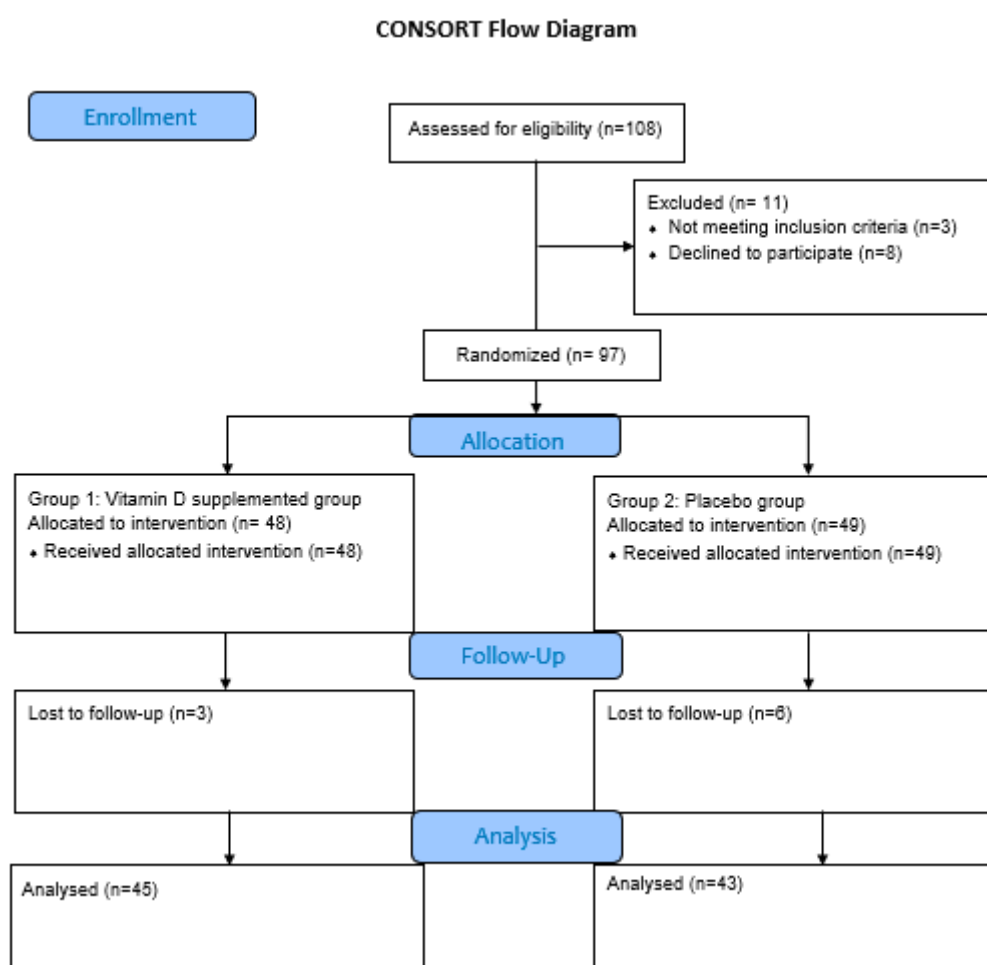 CONSORT Flow Diagram
Enrollment
Assessed for eligibility (n=108)
Excluded (n= 11)
⬩ Not meeting inclusion criteria (n=3)
⬩ Declined to participate (n=8)
Randomized (n= 97)
Allocation
Group 1: Vitamin D supplemented group
Allocated to intervention (n= 48)
⬩ Received allocated intervention (n=48)
Group 2: Placebo group
Allocated to intervention (n=49)
⬩ Received allocated intervention (n=49)
Follow-Up
Lost to follow-up (n=3)
Lost to follow-up (n=6)
Analysis
Analysed (n=45)
Analysed (n=43)